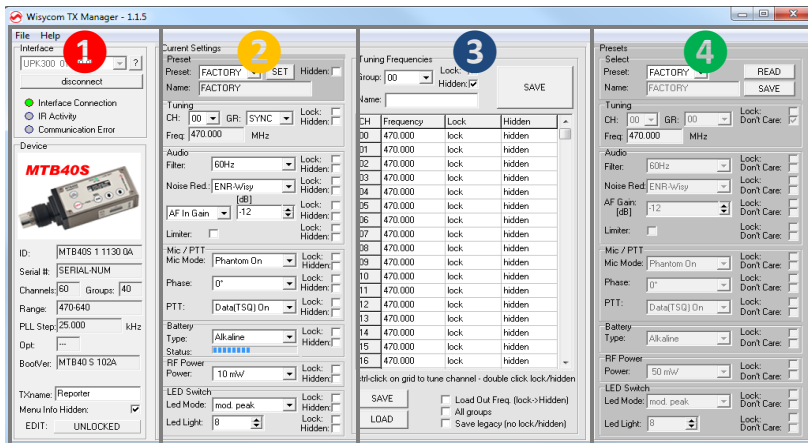 Wisycom TX Manager - 1.1.5
File Help
1
Interface
UPK300 0
?
disconnect
Interface Connection
IR Activity
Communication Error
Device
MTB40S
ID: MTB40S 1 1130 0A
Serial #: SERIAL-NUM
Channels: 60 Groups: 40
Range: 470-640
PLL Step: 25.000 kHz
Opt: ---
BootVer: MTB40 S 102A
TXname: Reporter
Menu Info Hidden:
EDIT: UNLOCKED
2
Current Settings
Preset
Preset: FACTORY SET Hidden:
Name: FACTORY
Tuning
CH: 00 GR: SYNC Lock:
Hidden:
Freq: 470.000 MHz
Audio
Filter: 60Hz Lock:
Hidden:
Noise Red.: ENR-Wisy Lock:
Hidden:
[dB]
AF In Gain -12 Lock:
Hidden:
Limiter: Lock:
Hidden:
Mic / PTT
Mic Mode: Phantom On Lock:
Hidden:
Phase: 0° Lock:
Hidden:
PTT: Data(TSQ) On Lock:
Hidden:
Battery
Type: Alkaline Lock:
Hidden:
Status:
RF Power
Power: 10 mW Lock:
Hidden:
LED Switch
Led Mode: mod. peak Lock:
Hidden:
Led Light: 8 Lock:
Hidden:
3
Tuning Frequencies
Group: 00 Lock:
Hidden:
SAVE
Name:
CH Frequency Lock Hidden
00 470.000 lock hidden
01 470.000 lock hidden
02 470.000 lock hidden
03 470.000 lock hidden
04 470.000 lock hidden
05 470.000 lock hidden
06 470.000 lock hidden
07 470.000 lock hidden
08 470.000 lock hidden
09 470.000 lock hidden
10 470.000 lock hidden
11 470.000 lock hidden
12 470.000 lock hidden
13 470.000 lock hidden
14 470.000 lock hidden
15 470.000 lock hidden
16 470.000 lock hidden
ctrl-click on grid to tune channel - double click lock/hidden
SAVE
LOAD
Load Out Freq. (lock->Hidden)
All groups
Save legacy (no lock/hidden)
4
Presets
Select
Preset: FACTORY READ
Name: FACTORY SAVE
Tuning
CH: 00 GR: 00 Lock:
Don't Care:
Freq: 470.000 MHz
Audio
Filter: 60Hz Lock:
Don't Care:
Noise Red.: ENR-Wisy Lock:
Don't Care:
AF Gain: -12 Lock:
[dB] Don't Care:
Limiter: Lock:
Don't Care:
Mic / PTT
Mic Mode: Phantom On Lock:
Don't Care:
Phase: 0° Lock:
Don't Care:
PTT: Data(TSQ) On Lock:
Don't Care:
Battery
Type: Alkaline Lock:
Don't Care:
RF Power
Power: 50 mW Lock:
Don't Care:
LED Switch
Led Mode: mod. peak Lock:
Don't Care:
Led Light: 8 Lock:
Don't Care: